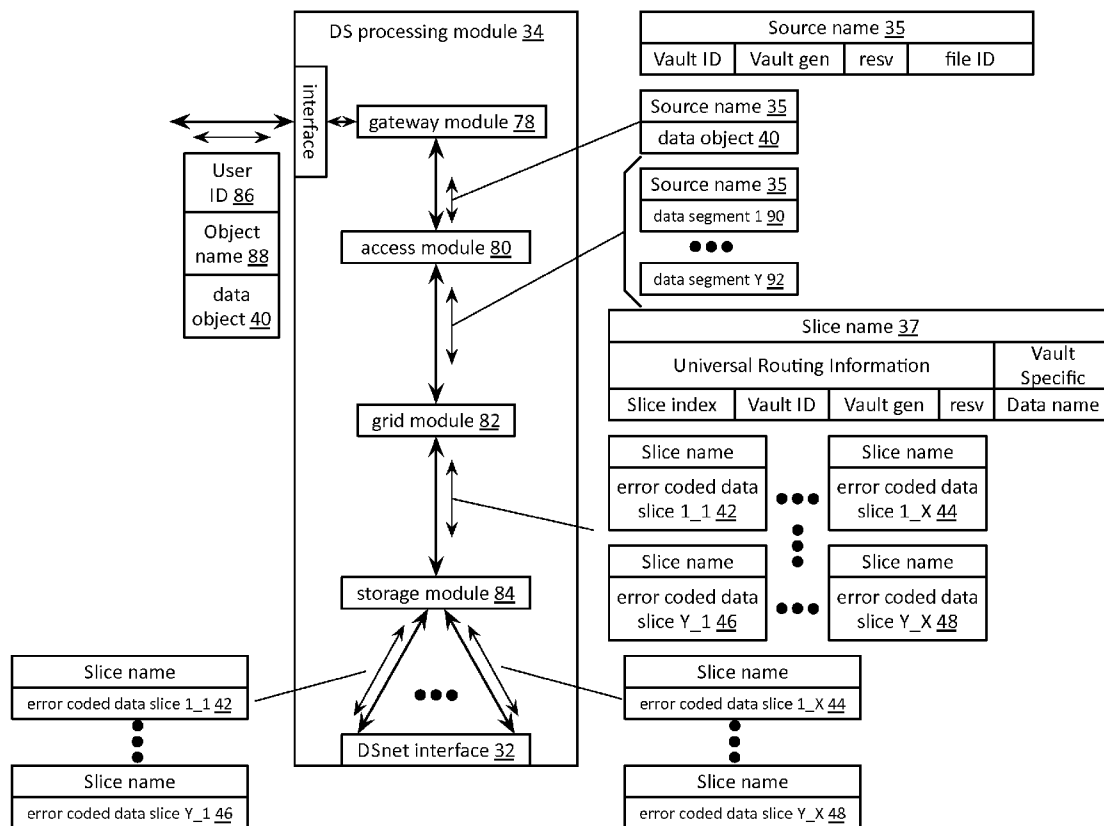 DS processing module 34
interface
gateway module 78
User
ID 86
Object
name 88
data
object 40
access module 80
grid module 82
storage module 84
DSnet interface 32
Source name 35
Vault ID
Vault gen
resv
file ID
Source name 35
data object 40
Source name 35
data segment 1 90
data segment Y 92
Slice name 37
Universal Routing Information
Vault
Specific
Slice index
Vault ID
Vault gen
resv
Data name
Slice name
error coded data
slice 1_1 42
Slice name
error coded data
slice 1_X 44
Slice name
error coded data
slice Y_1 46
Slice name
error coded data
slice Y_X 48
Slice name
error coded data slice 1_1 42
Slice name
error coded data slice Y_1 46
Slice name
error coded data slice 1_X 44
Slice name
error coded data slice Y_X 48